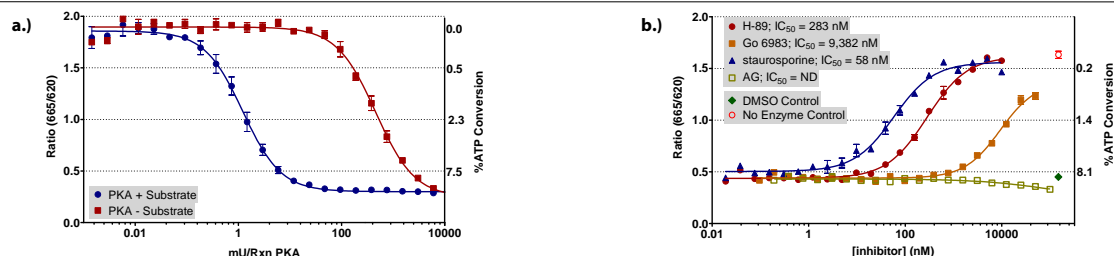 a.)
2.0
1.5
1.0
0.5
0.0
Ratio (665/620)
PKA + Substrate
PKA - Substrate
0.01
1
100
10000
mU/Rxn PKA
0.0
0.5
2.3
7.5
%ATP Conversion
b.)
2.0
1.5
1.0
0.5
0.0
Ratio (665/620)
H-89; IC50 = 283 nM
Go 6983; IC50 = 9,382 nM
staurosporine; IC50 = 58 nM
AG; IC50 = ND
DMSO Control
No Enzyme Control
0.01
1
100
10000
[inhibitor] (nM)
0.2
1.4
8.1
%ATP Conversion